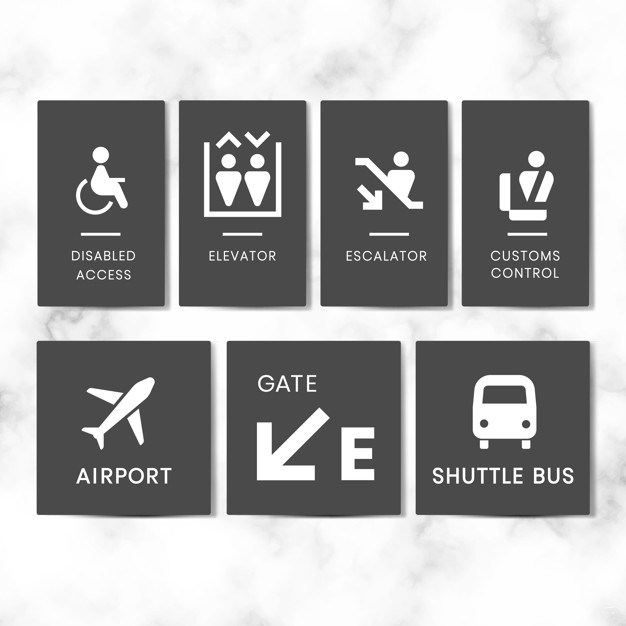 DISABLED
ACCESS
ELEVATOR
ESCALATOR
CUSTOMS
CONTROL
AIRPORT
GATE
E
SHUTTLE BUS